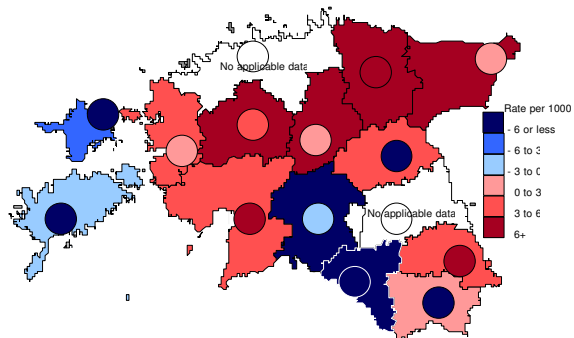 No applicable data
Rate per 1000
- 6 or less
- 6 to 3
- 3 to 0
0 to 3
3 to 6
6+
No applicable data